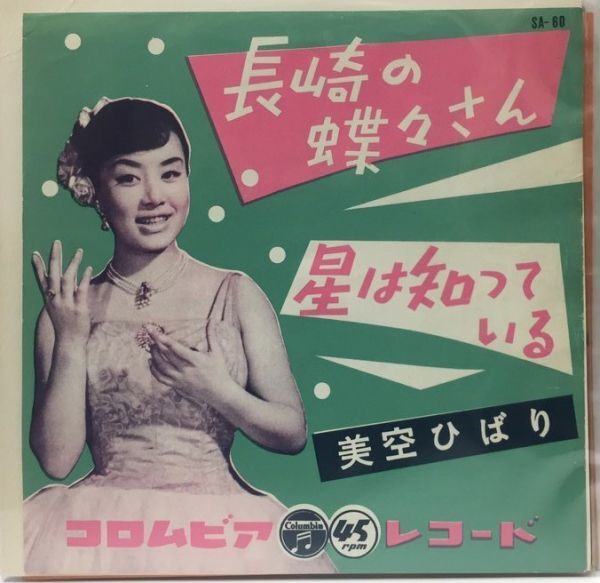 SA-60
長崎の
蝶々さん
星は知って
いる
美空ひばり
コロムビア Columbia 45 rpm レコード